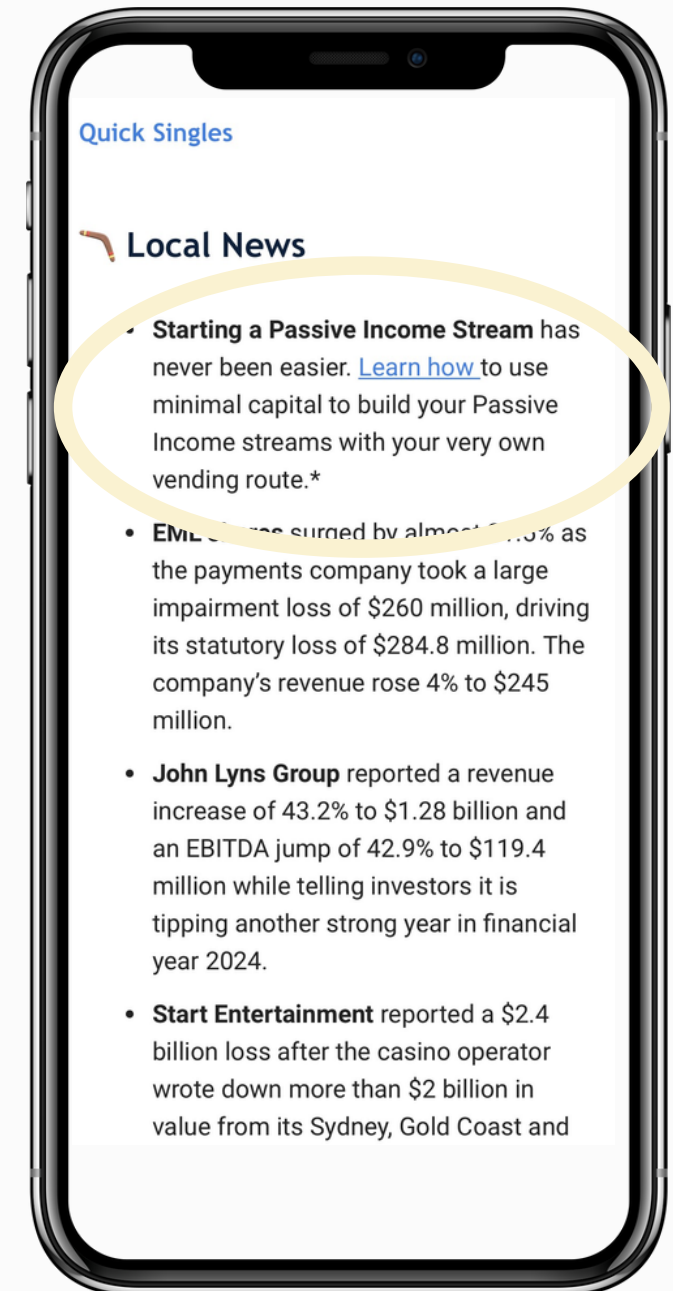 Quick Singles
Local News
• Starting a Passive Income Stream has
never been easier. Learn how to use
minimal capital to build your Passive
Income streams with your very own
vending route.*
• EML surged by almost % as
the payments company took a large
impairment loss of $260 million, driving
its statutory loss of $284.8 million. The
company's revenue rose 4% to $245
million.
• John Lyns Group reported a revenue
increase of 43.2% to $1.28 billion and
an EBITDA jump of 42.9% to $119.4
million while telling investors it is
tipping another strong year in financial
year 2024.
• Start Entertainment reported a $2.4
billion loss after the casino operator
wrote down more than $2 billion in
value from its Sydney, Gold Coast and